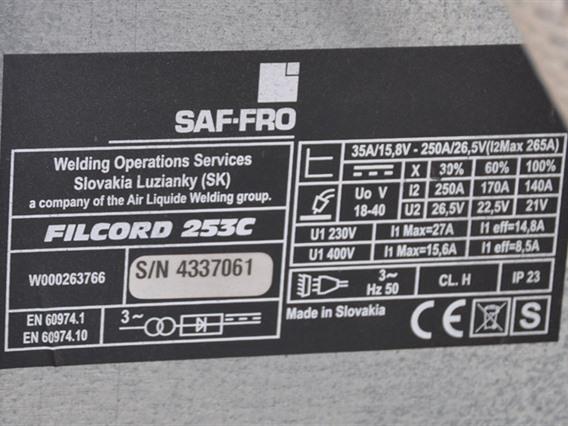 SAF-FRO
Welding Operations Services
Slovakia Luzianky (SK)
a company of the Air Liquide Welding group.
FILCORD 253C
W000263766
S/N 4337061
EN 60974.1
EN 60974.10
3~
35A/15,8V - 250A/26,5V(I2Max 265A)
X 30% 60% 100%
Uo V I2 250A 170A 140A
18-40 U2 26,5V 22,5V 21V
U1 230V I1 Max=27A I1 eff=14,8A
U1 400V I1 Max=15,6A I1 eff=8,5A
3~
Hz 50 CL. H IP 23
Made in Slovakia CE S